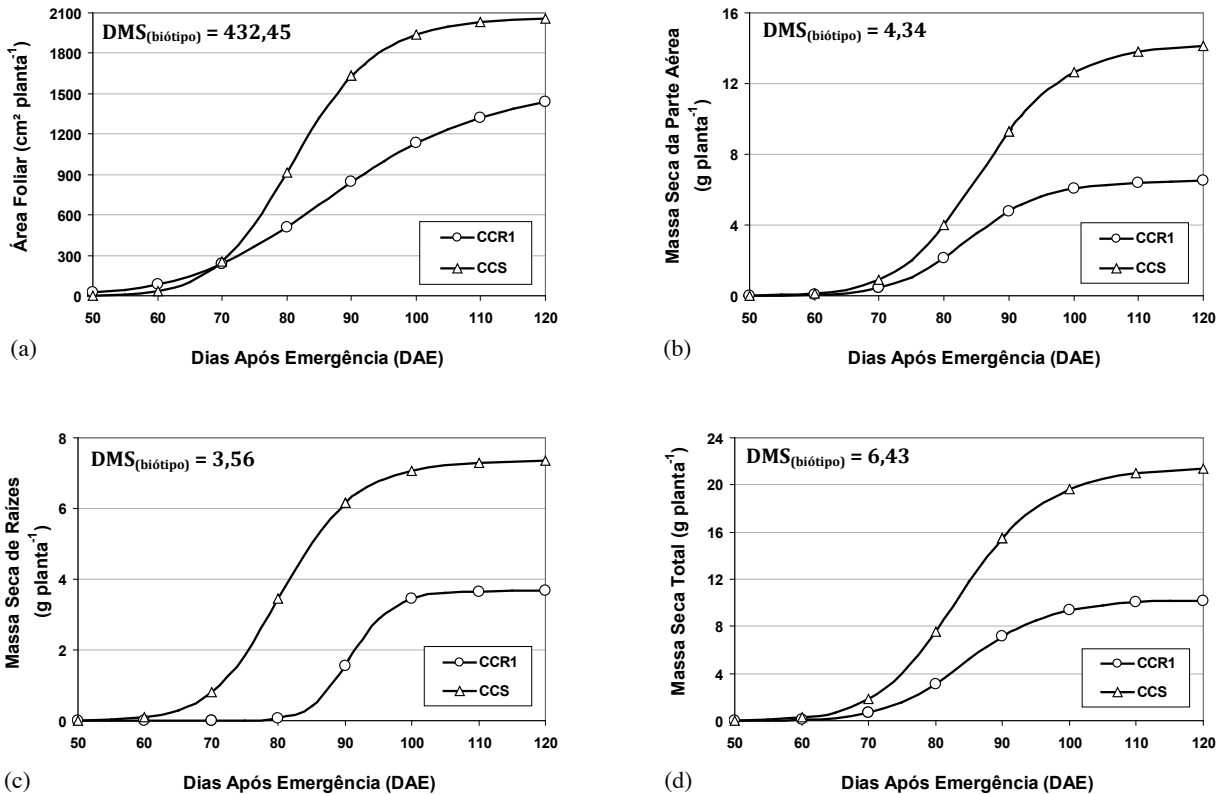 DMS(biótipo) = 432,45
Área Foliar (cm² planta-1)
2100
1800
1500
1200
900
600
300
0
CCR1
CCS
50 60 70 80 90 100 110 120
(a)
Dias Após Emergência (DAE)
DMS(biótipo) = 4,34
Massa Seca da Parte Aérea
(g planta-1)
16
12
8
4
0
CCR1
CCS
50 60 70 80 90 100 110 120
(b)
Dias Após Emergência (DAE)
DMS(biótipo) = 3,56
Massa Seca de Raízes
(g planta-1)
8
6
4
2
0
CCR1
CCS
50 60 70 80 90 100 110 120
(c)
Dias Após Emergência (DAE)
DMS(biótipo) = 6,43
Massa Seca Total (g planta-1)
24
20
16
12
8
4
0
CCR1
CCS
50 60 70 80 90 100 110 120
(d)
Dias Após Emergência (DAE)